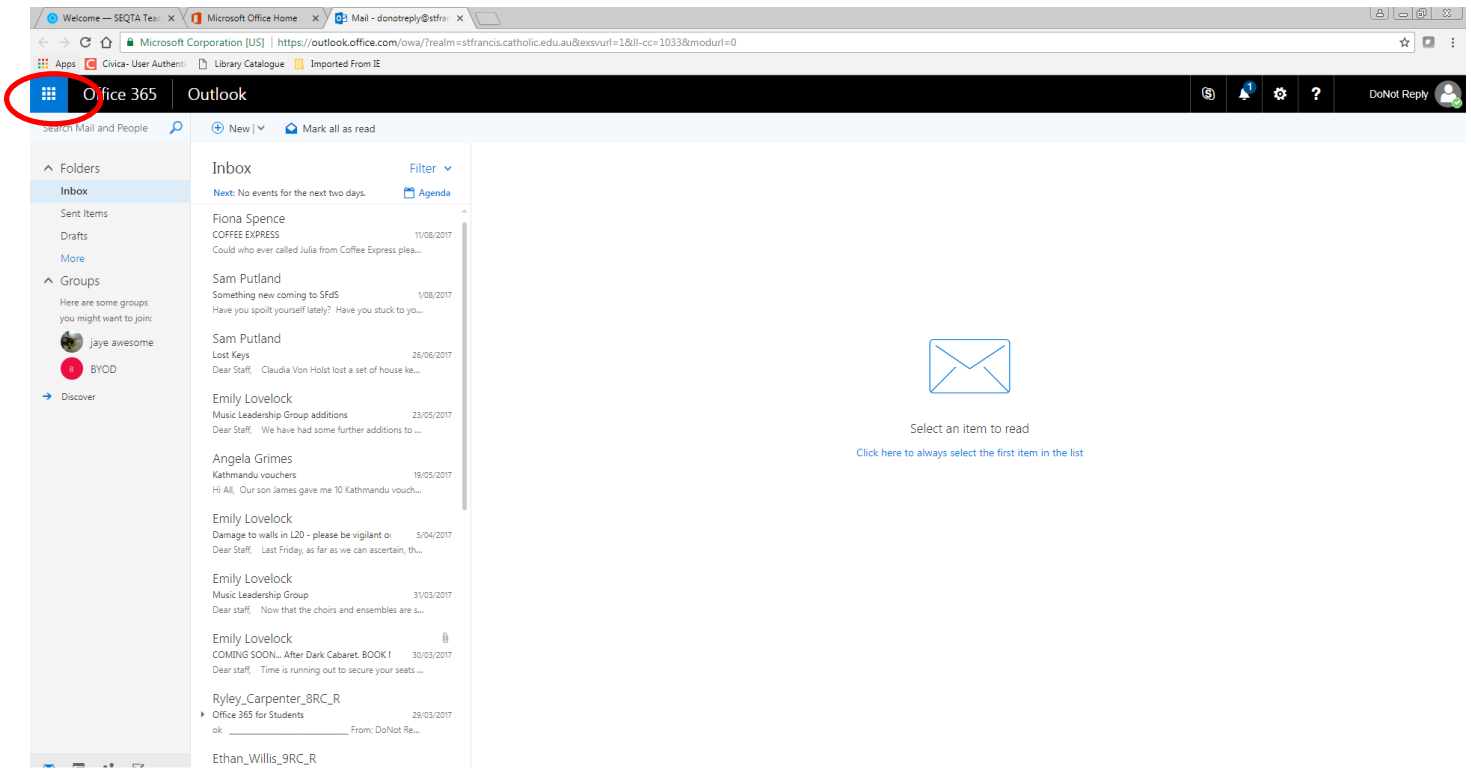 Welcome — SEQTA Teac
Microsoft Office Home
Mail - donotreply@stfran
Microsoft Corporation [US] | https://outlook.office.com/owa/?realm=stfrancis.catholic.edu.au&exsvurl=1&ll-cc=1033&modurl=0
Apps
Civica- User Authenti
Library Catalogue
Imported From IE
Office 365
Outlook
1
?
DoNot Reply
Search Mail and People
New
Mark all as read
Folders
Inbox
Sent Items
Drafts
More
Groups
Here are some groups
you might want to join:
jaye awesome
B
BYOD
Discover
Inbox
Filter
Next: No events for the next two days.
Agenda
Fiona Spence
COFFEE EXPRESS 11/08/2017
Could who ever called Julia from Coffee Express plea...
Sam Putland
Something new coming to SFdS 1/08/2017
Have you spoilt yourself lately? Have you stuck to yo...
Sam Putland
Lost Keys 26/06/2017
Dear Staff, Claudia Von Holst lost a set of house ke...
Emily Lovelock
Music Leadership Group additions 23/05/2017
Dear Staff, We have had some further additions to ...
Angela Grimes
Kathmandu vouchers 19/05/2017
Hi All, Our son James gave me 10 Kathmandu vouch...
Emily Lovelock
Damage to walls in L20 - please be vigilant o 5/04/2017
Dear Staff, Last Friday, as far as we can ascertain, th...
Emily Lovelock
Music Leadership Group 31/03/2017
Dear staff, Now that the choirs and ensembles are s...
Emily Lovelock
COMING SOON... After Dark Cabaret. BOOK 30/03/2017
Dear staff, Time is running out to secure your seats ...
Ryley_Carpenter_8RC_R
Office 365 for Students 29/03/2017
ok ________________________ From: DoNot Re...
Ethan_Willis_9RC_R
Select an item to read
Click here to always select the first item in the list